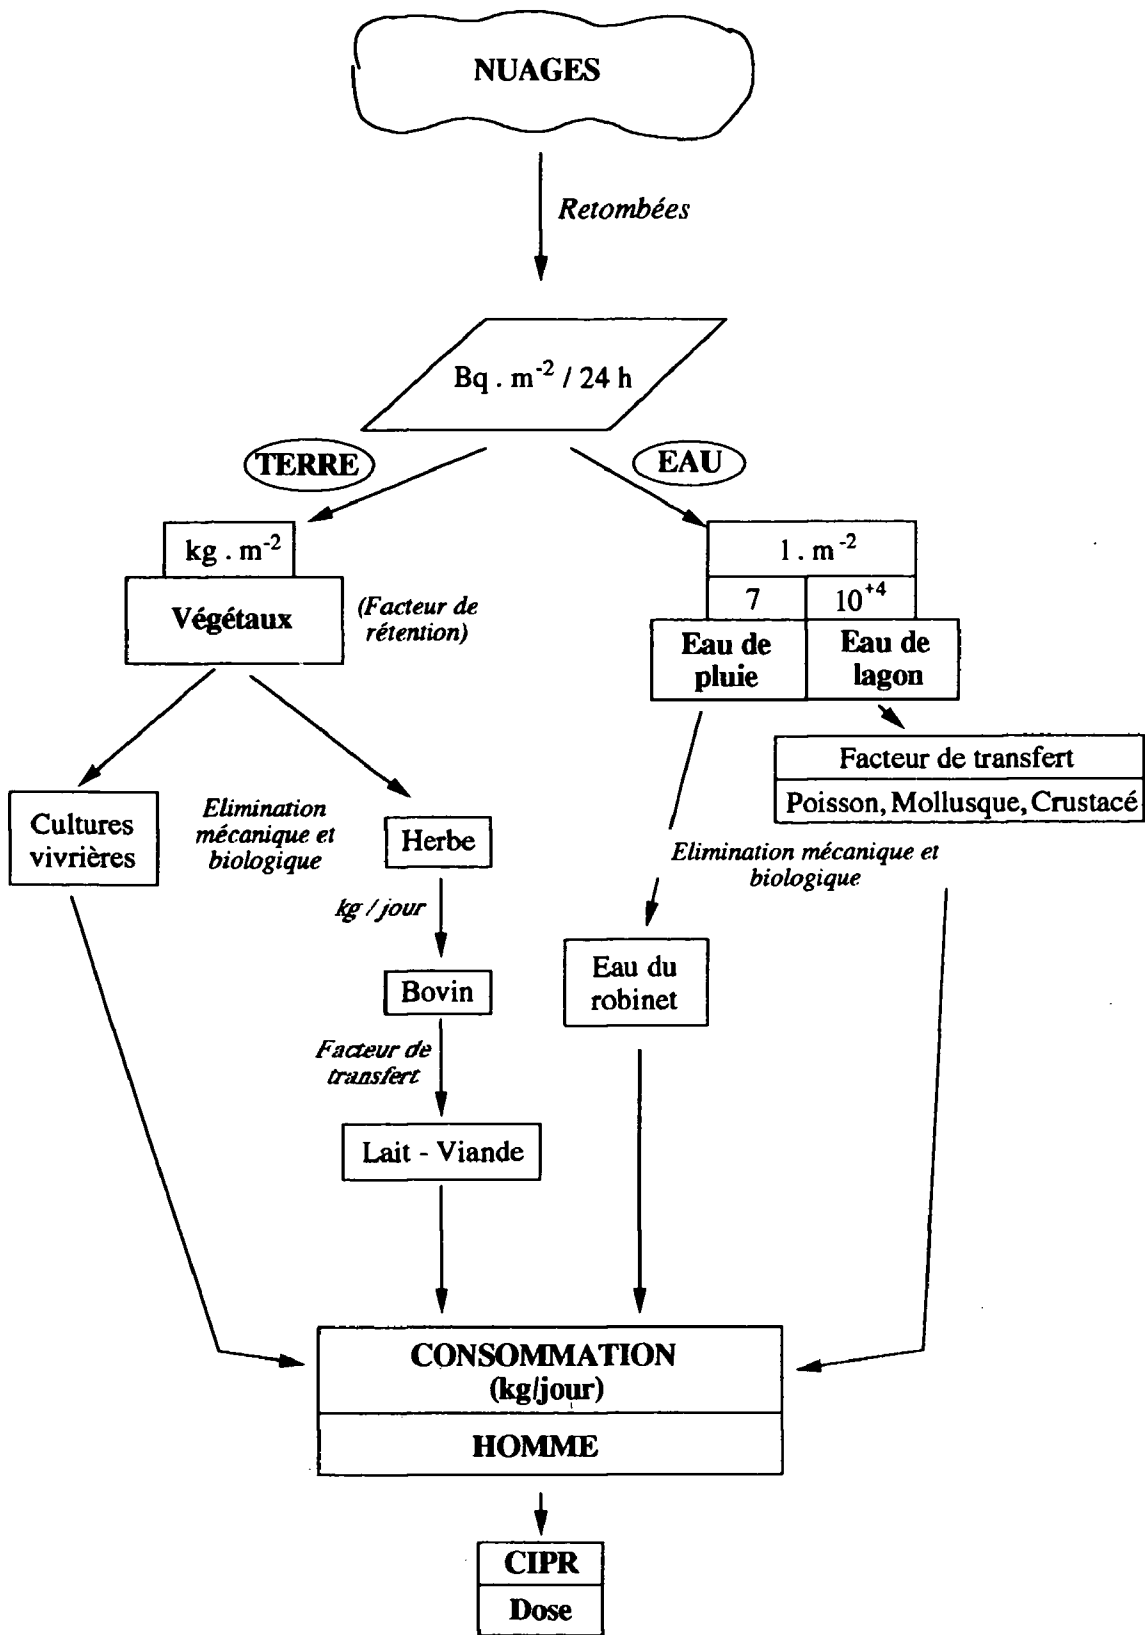 NUAGES
Retombées
Bq . m⁻² / 24 h
TERRE
EAU
kg . m⁻²
Végétaux
(Facteur de
rétention)
l . m⁻²
7
10⁺⁴
Eau de
pluie
Eau de
lagon
Facteur de transfert
Poisson, Mollusque, Crustacé
Cultures
vivrières
Elimination
mécanique et
biologique
Herbe
Elimination mécanique et
biologique
kg / jour
Bovin
Eau du
robinet
Facteur de
transfert
Lait - Viande
CONSOMMATION
(kg/jour)
HOMME
CIPR
Dose